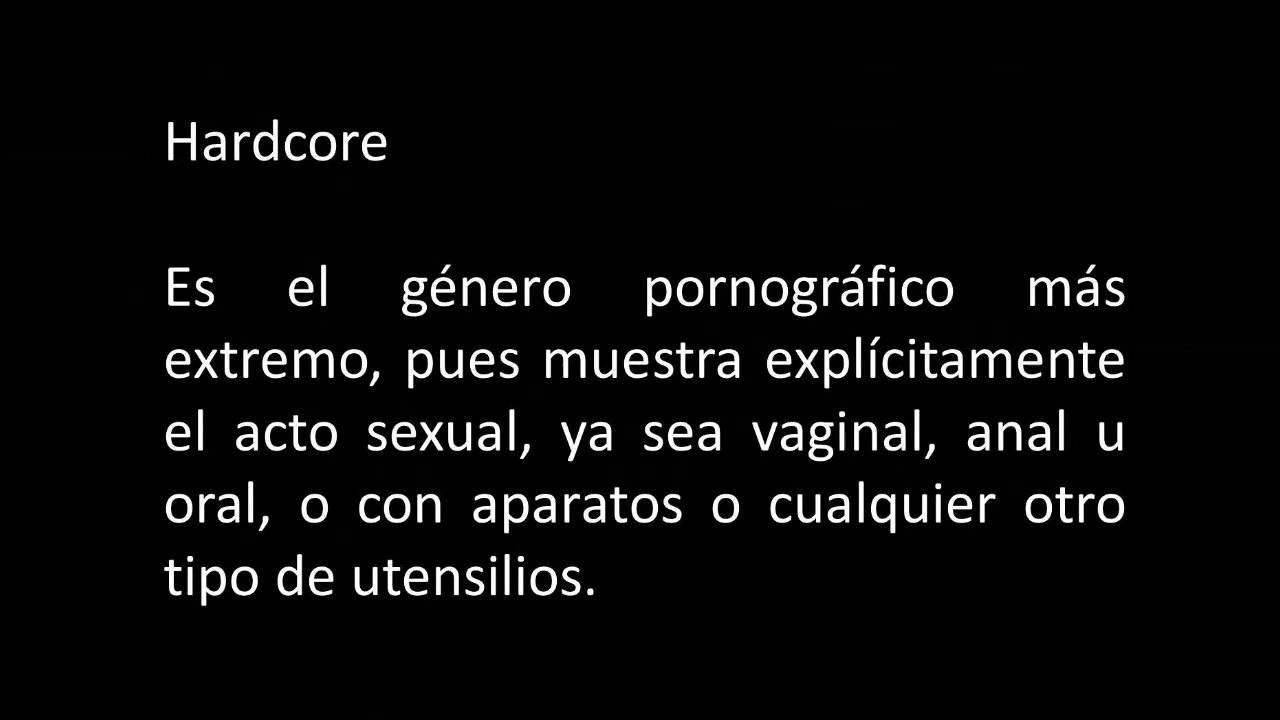 Hardcore
Es el género pornográfico más
extremo, pues muestra explícitamente
el acto sexual, ya sea vaginal, anal u
oral, o con aparatos o cualquier otro
tipo de utensilios.